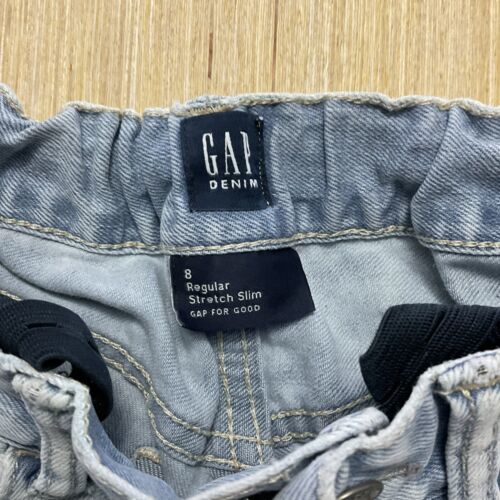 GAP
DENIM
8
Regular
Stretch Slim
GAP FOR GOOD